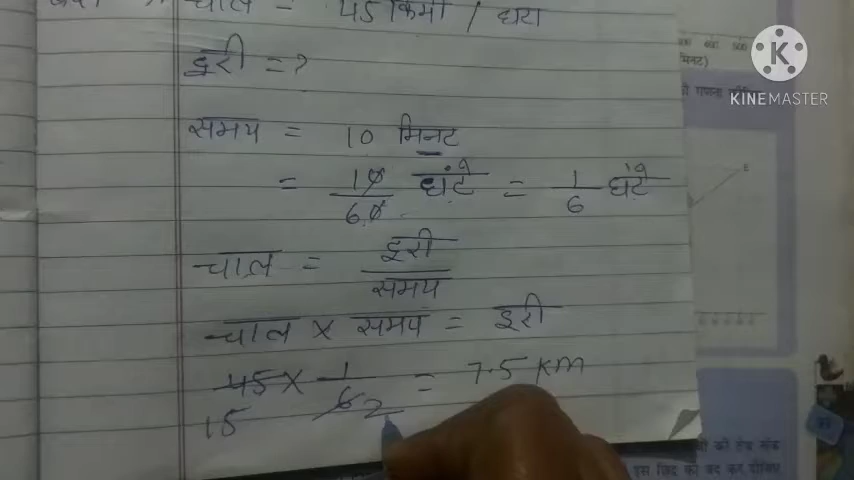 चाल = 45 किमी / घंटा
दूरी = ?
समय = 10 मिनट
= 10/60 घंटे = 1/6 घंटे
चाल = दूरी/समय
चाल × समय = दूरी
45 × 1/6 = 7.5 km
15 2
K
KINEMASTER